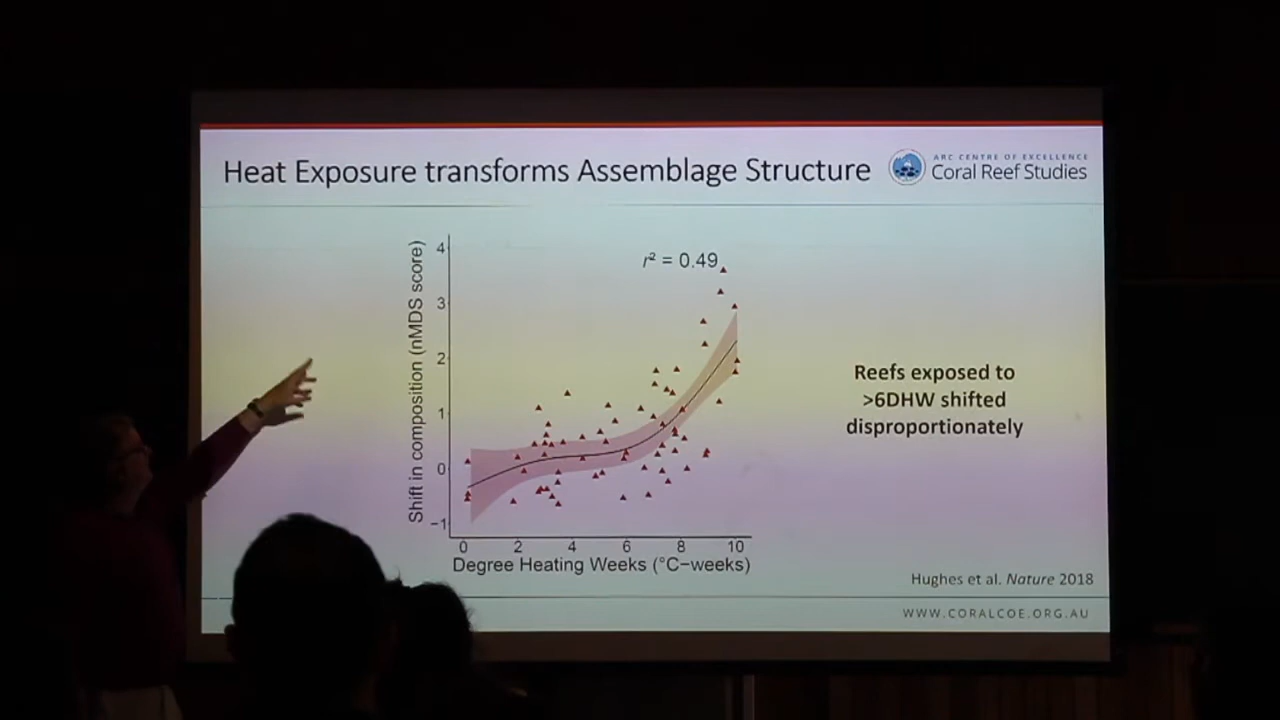 Heat Exposure transforms Assemblage Structure
ARC CENTRE OF EXCELLENCE
Coral Reef Studies
Shift in composition (nMDS score)
4
3
2
1
0
−1
r² = 0.49
0 2 4 6 8 10
Degree Heating Weeks (°C−weeks)
Reefs exposed to
>6DHW shifted
disproportionately
Hughes et al. Nature 2018
WWW.CORALCOE.ORG.AU